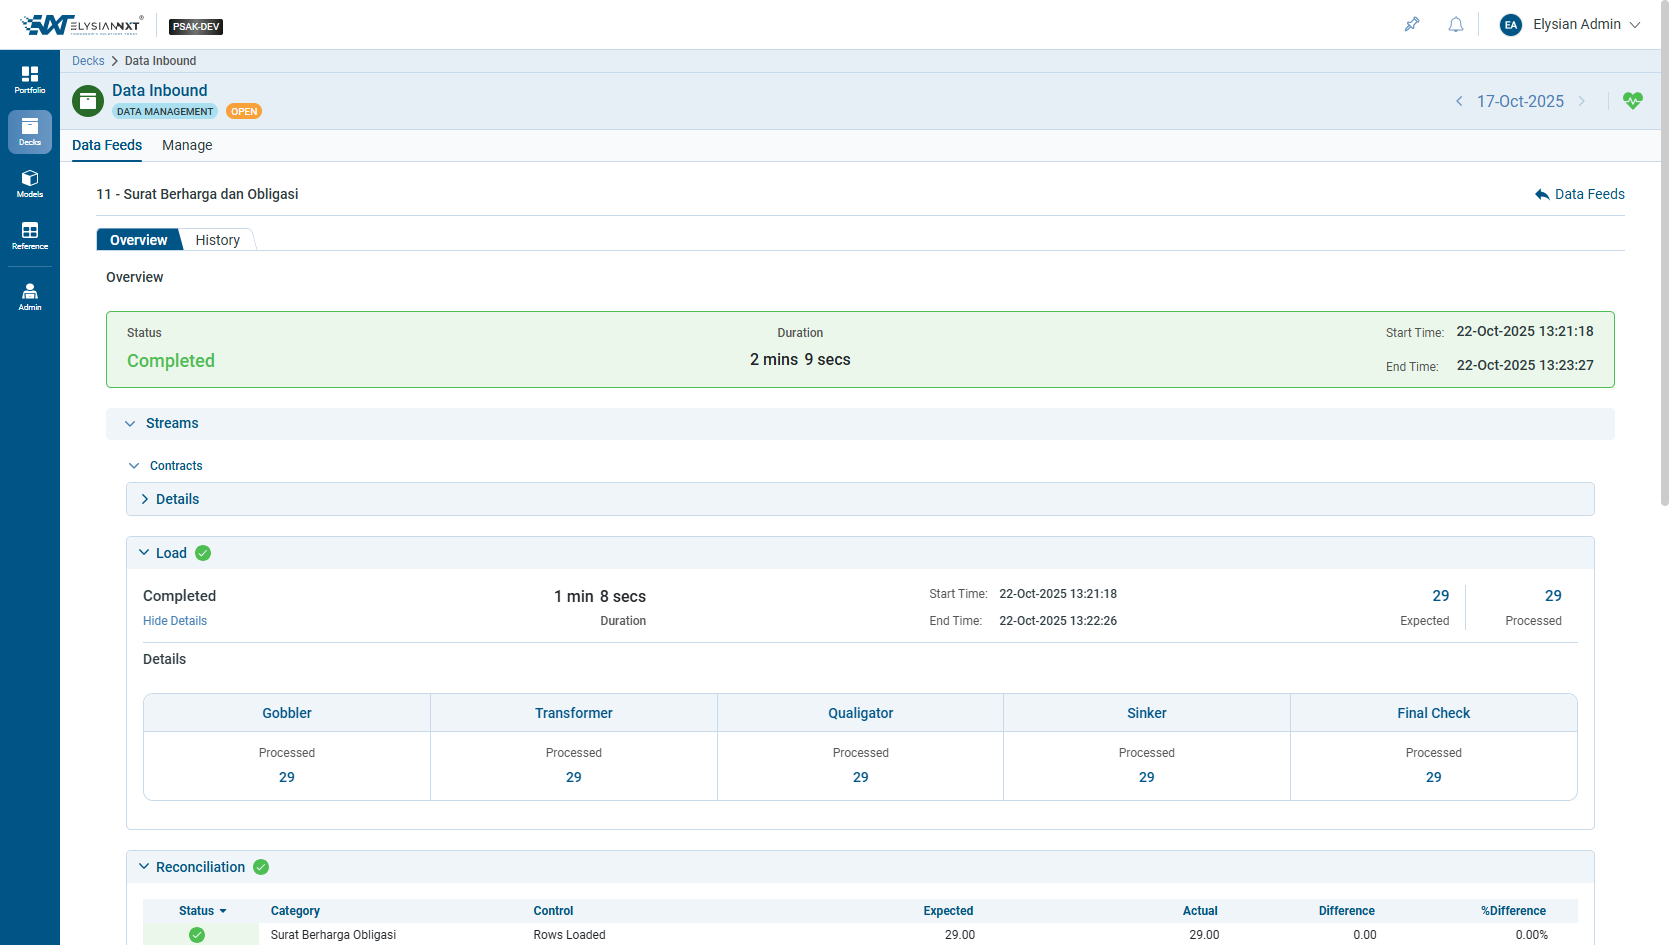 ELYSIANNXT
TOMORROW'S SOLUTIONS TODAY
PSAK-DEV
EA
Elysian Admin
Decks > Data Inbound
Data Inbound
DATA MANAGEMENT
OPEN
17-Oct-2025
Portfolio
Decks
Models
Reference
Admin
Data Feeds
Manage
11 - Surat Berharga dan Obligasi
Data Feeds
Overview
History
Overview
Status
Duration
Start Time: 22-Oct-2025 13:21:18
Completed
2 mins 9 secs
End Time: 22-Oct-2025 13:23:27
Streams
Contracts
Details
Load
Completed
1 min 8 secs
Start Time: 22-Oct-2025 13:21:18
29
29
Hide Details
Duration
End Time: 22-Oct-2025 13:22:26
Expected
Processed
Details
Gobbler Transformer Qualigator Sinker Final Check
Processed Processed Processed Processed Processed
29 29 29 29 29
Reconciliation
Status Category Control Expected Actual Difference %Difference
Surat Berharga Obligasi Rows Loaded 29.00 29.00 0.00 0.00%